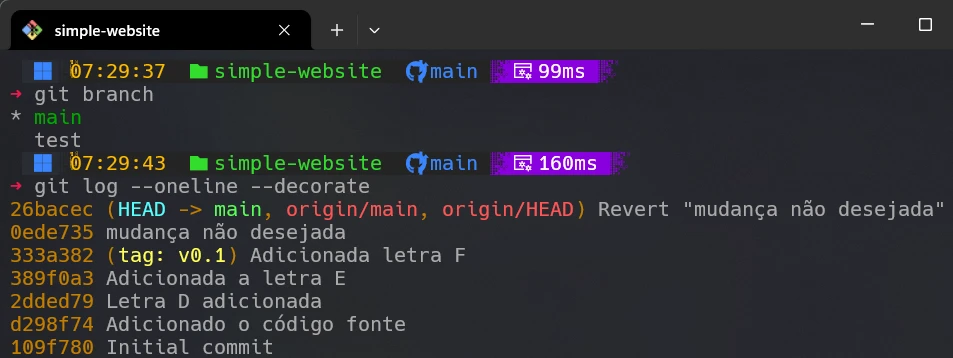 simple-website
07:29:37 simple-website main 99ms
→ git branch
* main
test
07:29:43 simple-website main 160ms
→ git log --oneline --decorate
26bacec (HEAD -> main, origin/main, origin/HEAD) Revert "mudança não desejada"
0ede735 mudança não desejada
333a382 (tag: v0.1) Adicionada letra F
389f0a3 Adicionada a letra E
2dded79 Letra D adicionada
d298f74 Adicionado o código fonte
109f780 Initial commit